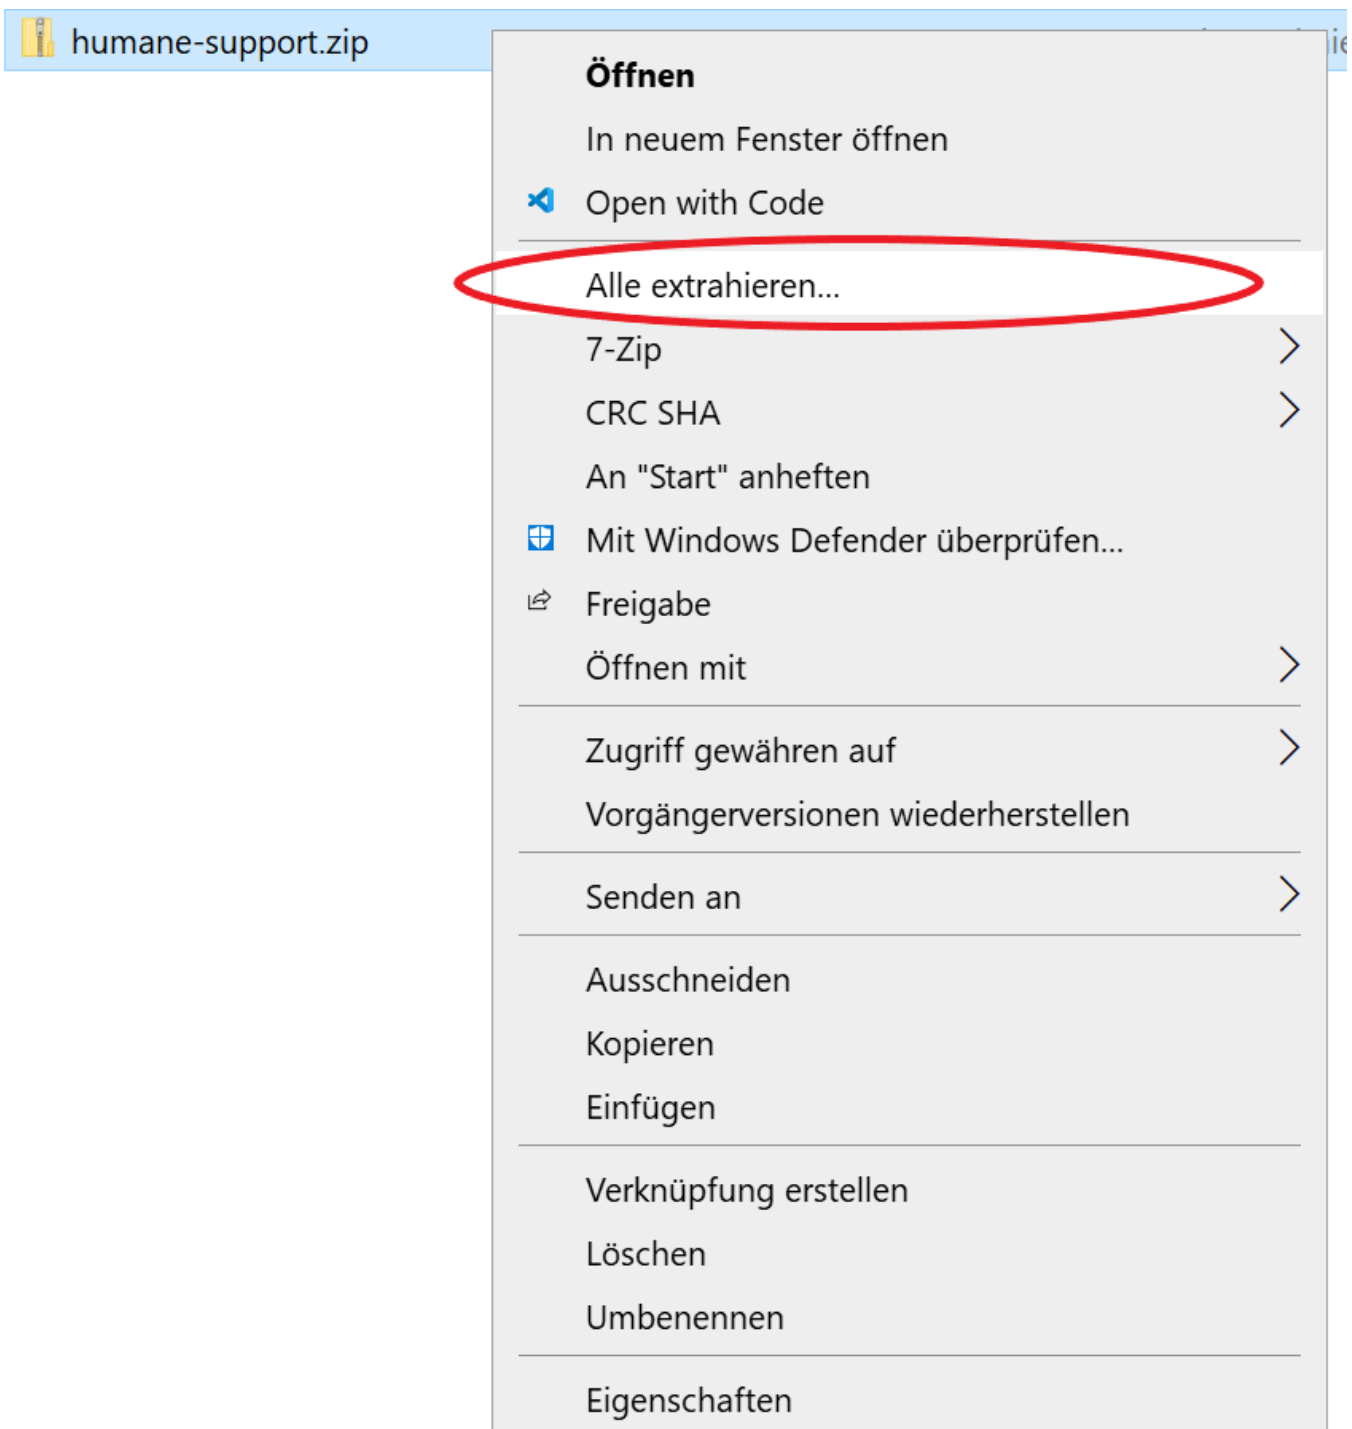 humane-support.zip
Öffnen
In neuem Fenster öffnen
Open with Code
Alle extrahieren...
7-Zip
CRC SHA
An "Start" anheften
Mit Windows Defender überprüfen...
Freigabe
Öffnen mit
Zugriff gewähren auf
Vorgängerversionen wiederherstellen
Senden an
Ausschneiden
Kopieren
Einfügen
Verknüpfung erstellen
Löschen
Umbenennen
Eigenschaften